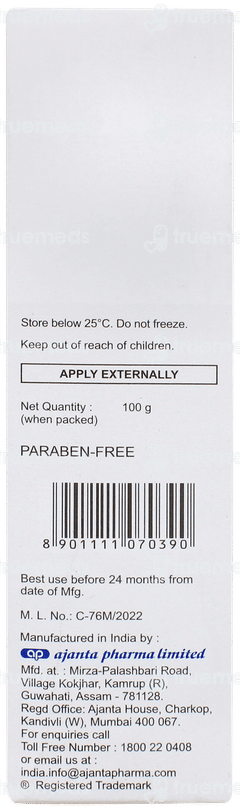 Store below 25°C. Do not freeze.
Keep out of reach of children.
APPLY EXTERNALLY
Net Quantity : 100 g
(when packed)
PARABEN-FREE
8 901111 070390
Best use before 24 months from
date of Mfg.
M. L. No.: C-76M/2022
Manufactured in India by :
ap ajanta pharma limited
Mfd. at. : Mirza-Palashbari Road,
Village Kokjhar, Kamrup (R),
Guwahati, Assam - 781128.
Regd Office: Ajanta House, Charkop,
Kandivli (W), Mumbai 400 067.
For enquiries call
Toll Free Number : 1800 22 0408
or email us at :
india.info@ajantapharma.com
® Registered Trademark
truemeds
truemeds
truemeds